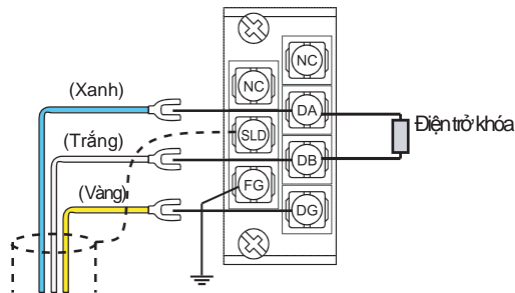 NC
(Xanh)
NC
DA
Điện trở khóa
SLD
(Trắng)
DB
(Vàng)
FG
DG